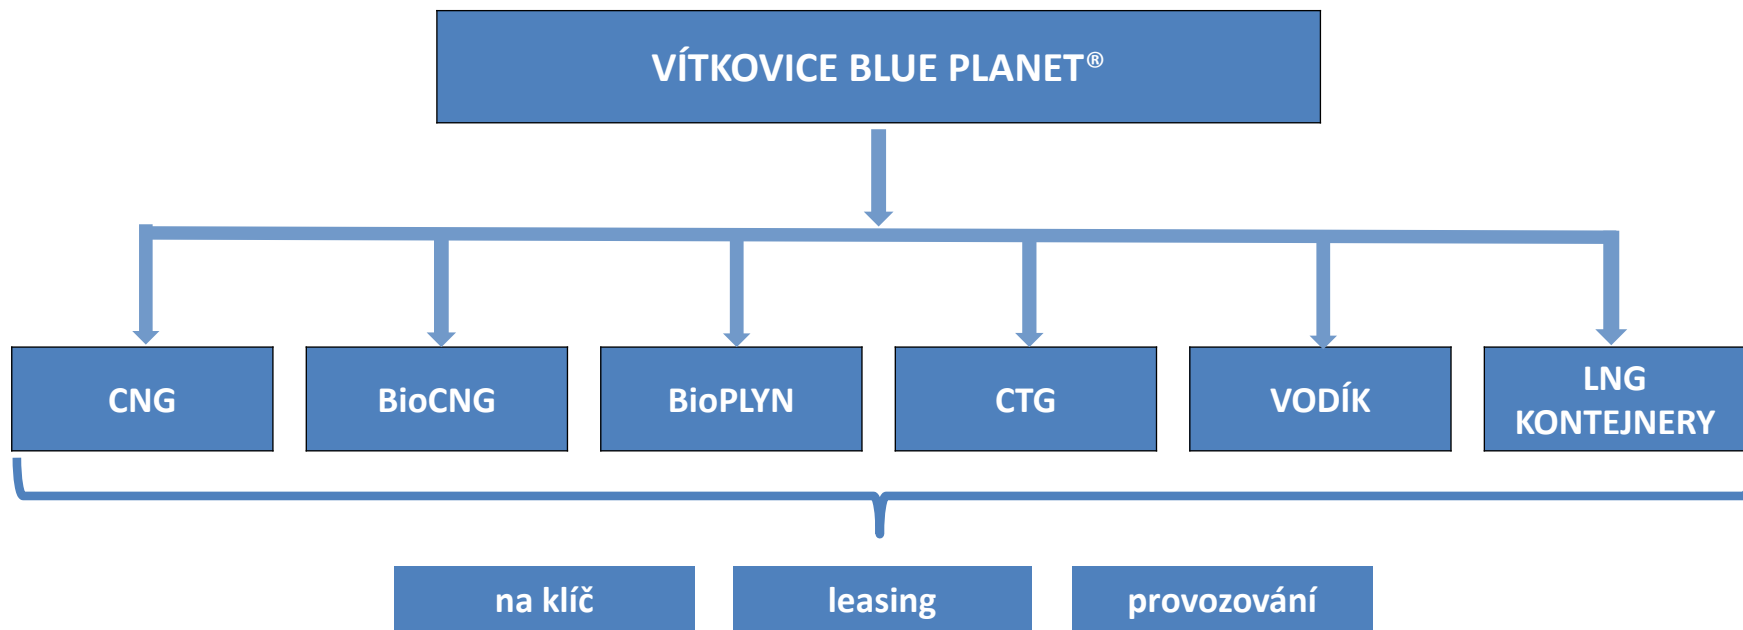 VÍTKOVICE BLUE PLANET®
CNG
BioCNG
BioPLYN
CTG
VODÍK
LNG
KONTEJNERY
na klíč
leasing
provozování